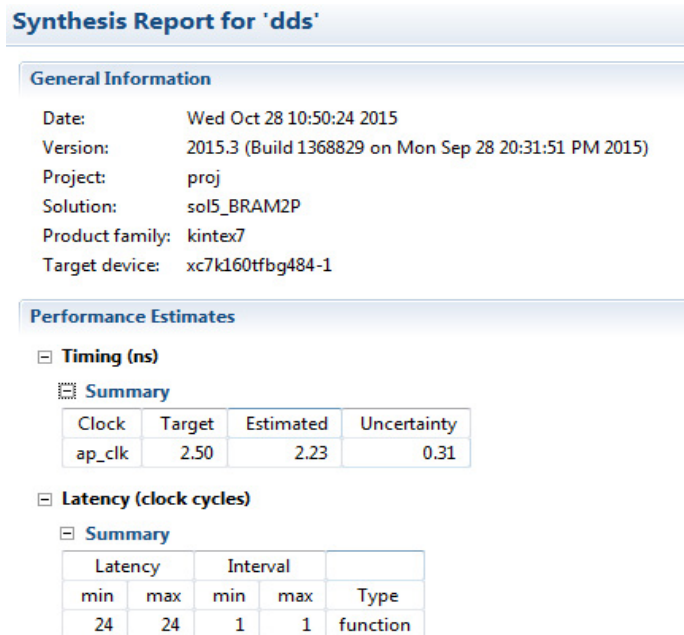 Synthesis Report for 'dds'
General Information
Date: Wed Oct 28 10:50:24 2015
Version: 2015.3 (Build 1368829 on Mon Sep 28 20:31:51 PM 2015)
Project: proj
Solution: sol5_BRAM2P
Product family: kintex7
Target device: xc7k160tfbg484-1
Performance Estimates
Timing (ns)
Summary
Clock Target Estimated Uncertainty
ap_clk 2.50 2.23 0.31
Latency (clock cycles)
Summary
Latency Interval
min max min max Type
24 24 1 1 function